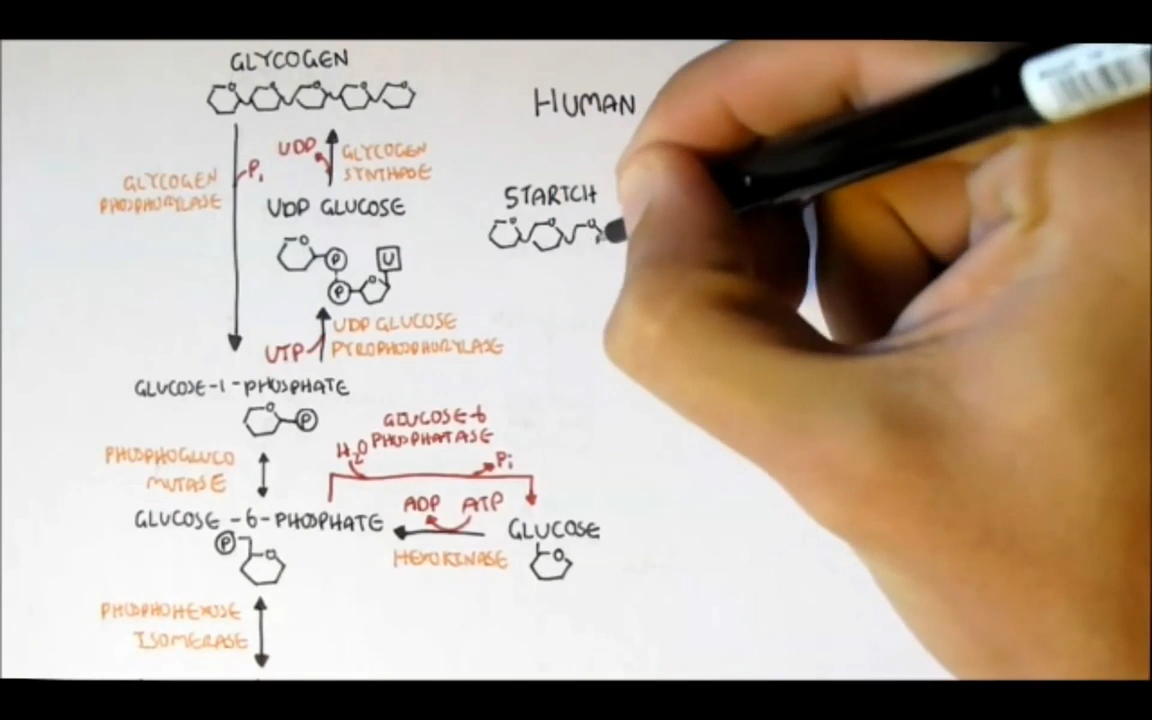 GLYCOGEN
HUMAN
UDP
GLYCOGEN
SYNTHASE
Pi
GLYCOGEN
PHOSPHORYLASE
STARTCH
UDP GLUCOSE
P
U
P
UDP GLUCOSE
PYROPHOSPHORYLASE
UTP
GLUCOSE-1-PHOSPHATE
P
GLUCOSE-6
PHOSPHATASE
H2O
Pi
PHOSPHOGLUCO
MUTASE
ADP ATP
GLUCOSE-6-PHOSPHATE
GLUCOSE
P
HEXOKINASE
PHOSPHOHEXOSE
ISOMERASE